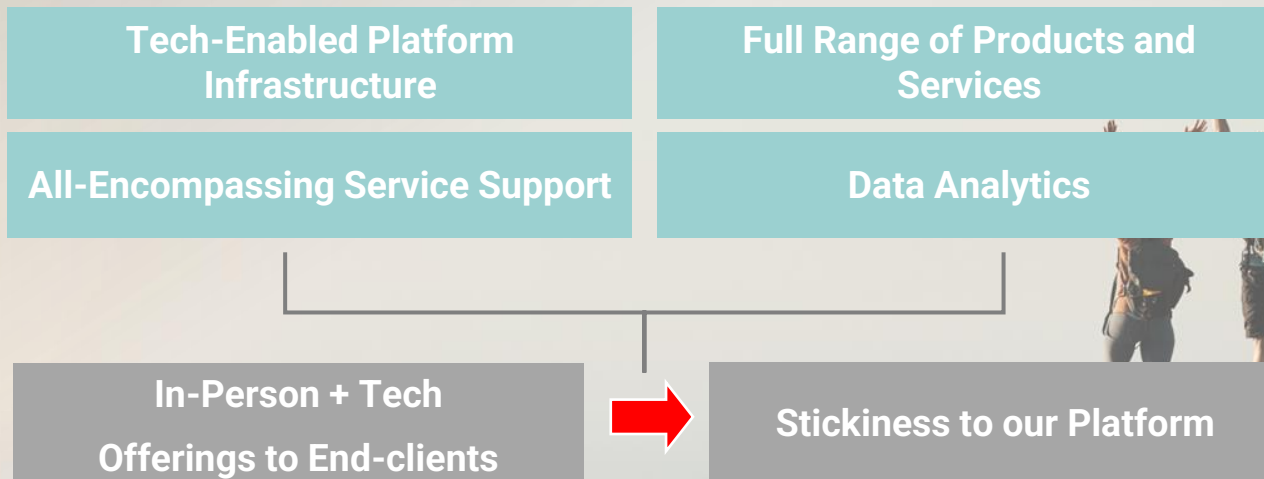 Tech-Enabled Platform
Infrastructure
Full Range of Products and
Services
All-Encompassing Service Support
Data Analytics
In-Person + Tech
Offerings to End-clients
Stickiness to our Platform